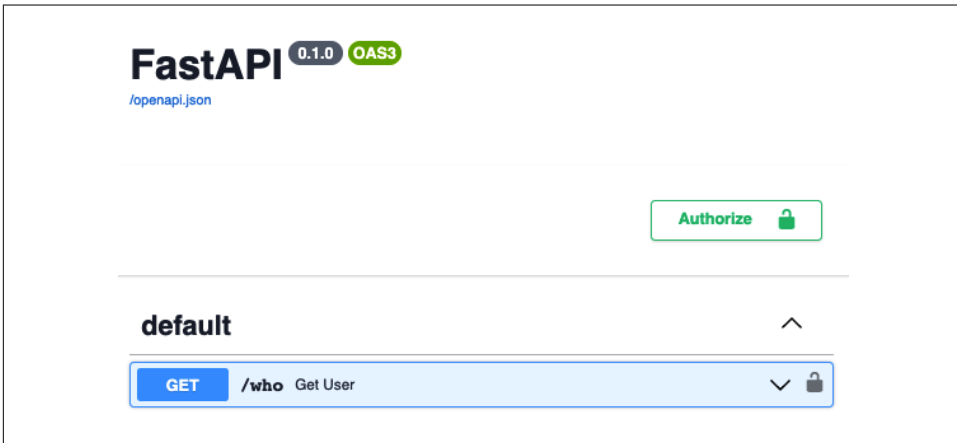 FastAPI 0.1.0 OAS3
/openapi.json
Authorize
default
GET /who Get User